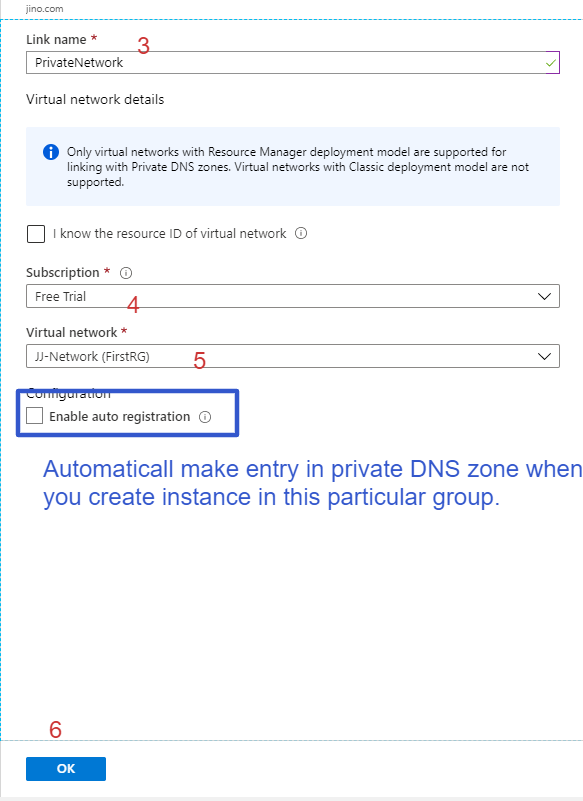 jino.com
Link name *
3
PrivateNetwork
Virtual network details
Only virtual networks with Resource Manager deployment model are supported for
linking with Private DNS zones. Virtual networks with Classic deployment model are not
supported.
I know the resource ID of virtual network
Subscription *
Free Trial
4
Virtual network *
JJ-Network (FirstRG)
5
Configuration
Enable auto registration
Automaticall make entry in private DNS zone when
you create instance in this particular group.
6
OK